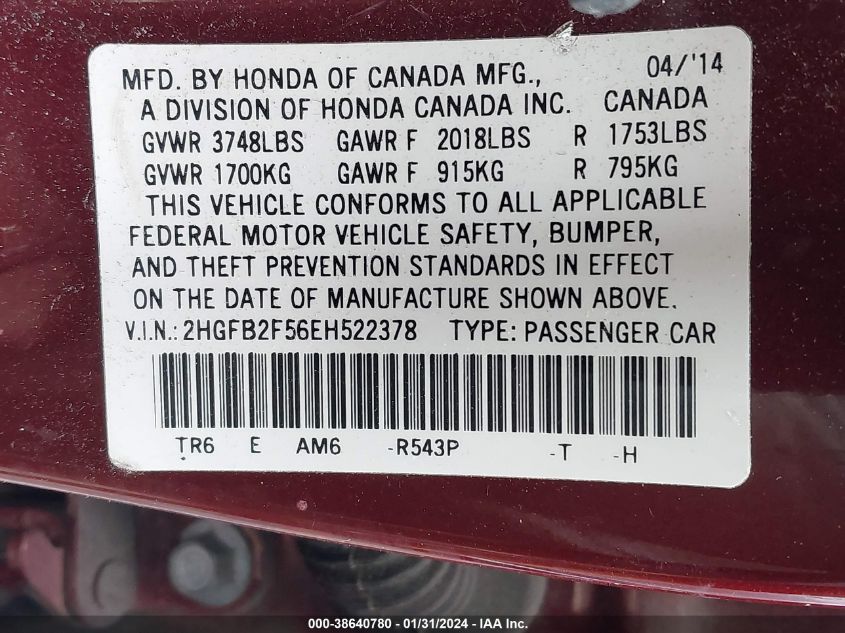 MFD. BY HONDA OF CANADA MFG., 04/'14
A DIVISION OF HONDA CANADA INC. CANADA
GVWR 3748LBS GAWR F 2018LBS R 1753LBS
GVWR 1700KG GAWR F 915KG R 795KG
THIS VEHICLE CONFORMS TO ALL APPLICABLE
FEDERAL MOTOR VEHICLE SAFETY, BUMPER,
AND THEFT PREVENTION STANDARDS IN EFFECT
ON THE DATE OF MANUFACTURE SHOWN ABOVE.
V.I.N.: 2HGFB2F56EH522378 TYPE: PASSENGER CAR
TR6 E AM6 -R543P -T -H
000-38640780 - 01/31/2024 - IAA Inc.